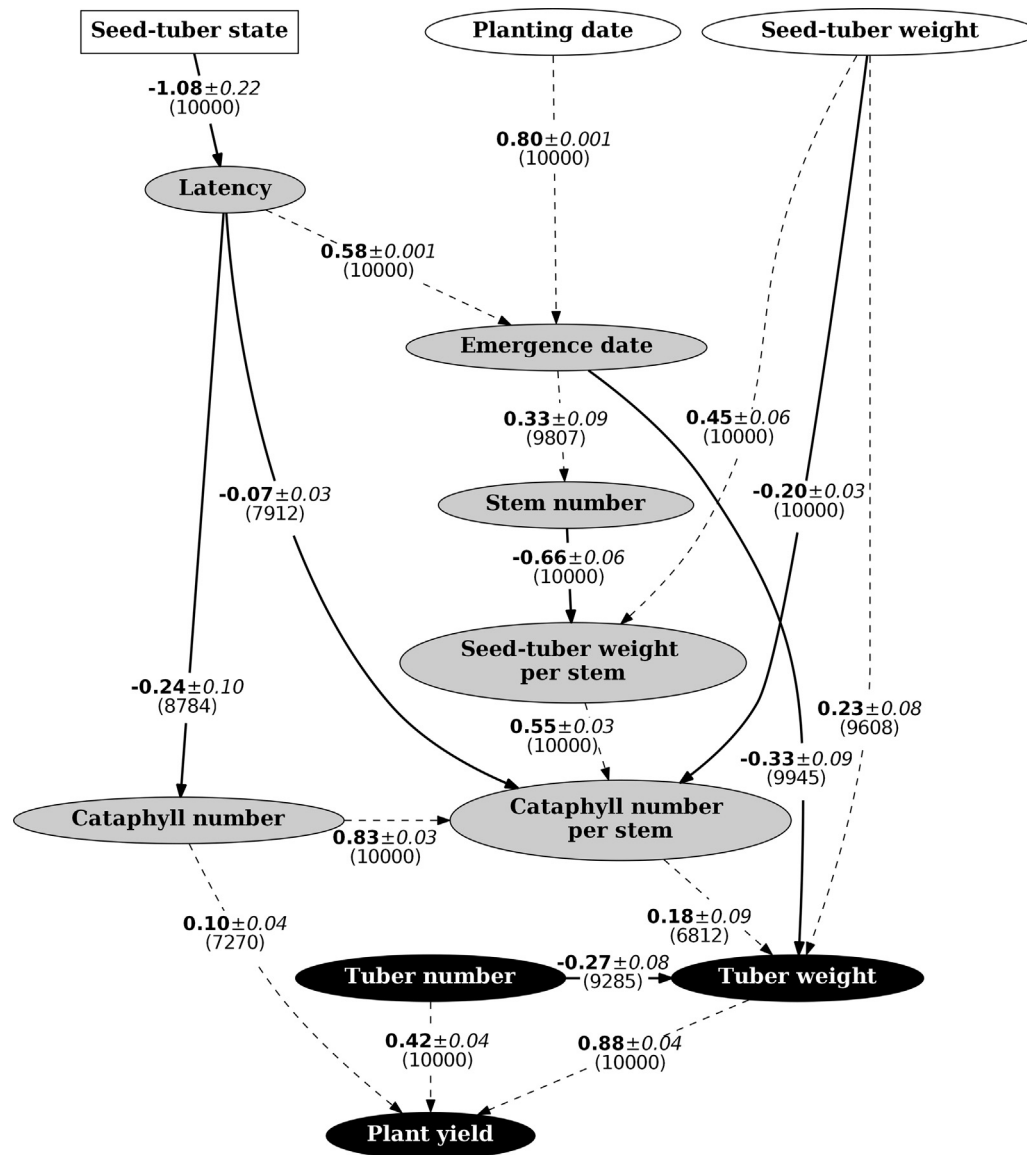 Seed-tuber state
Planting date
Seed-tuber weight
-1.08±0.22
(10000)
0.80±0.001
(10000)
Latency
0.58±0.001
(10000)
Emergence date
0.33±0.09
(9807)
0.45±0.06
(10000)
-0.07±0.03
(7912)
Stem number
-0.20±0.03
(10000)
-0.66±0.06
(10000)
Seed-tuber weight
per stem
-0.24±0.10
(8784)
0.55±0.03
(10000)
0.23±0.08
(9608)
-0.33±0.09
(9945)
Cataphyll number
0.83±0.03
(10000)
Cataphyll number
per stem
0.10±0.04
(7270)
0.18±0.09
(6812)
Tuber number
-0.27±0.08
(9285)
Tuber weight
0.42±0.04
(10000)
0.88±0.04
(10000)
Plant yield